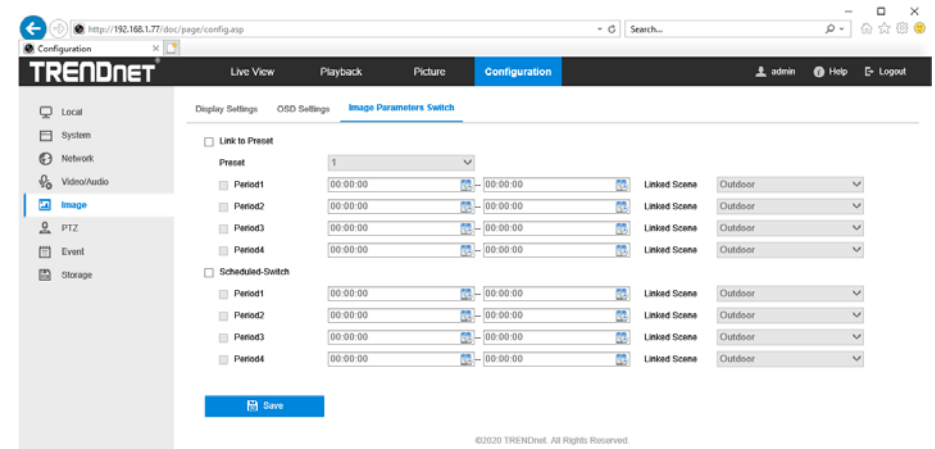 http://192.168.1.77/doc/page/config.asp
Search...
Configuration
TRENDnet®
Live View Playback Picture Configuration admin Help Logout
Display Settings OSD Settings Image Parameters Switch
Local
System
Network
Video/Audio
Image
PTZ
Event
Storage
Link to Preset
Preset 1
Period1 00:00:00 – 00:00:00 Linked Scene Outdoor
Period2 00:00:00 – 00:00:00 Linked Scene Outdoor
Period3 00:00:00 – 00:00:00 Linked Scene Outdoor
Period4 00:00:00 – 00:00:00 Linked Scene Outdoor
Scheduled-Switch
Period1 00:00:00 – 00:00:00 Linked Scene Outdoor
Period2 00:00:00 – 00:00:00 Linked Scene Outdoor
Period3 00:00:00 – 00:00:00 Linked Scene Outdoor
Period4 00:00:00 – 00:00:00 Linked Scene Outdoor
Save
©2020 TRENDnet. All Rights Reserved.